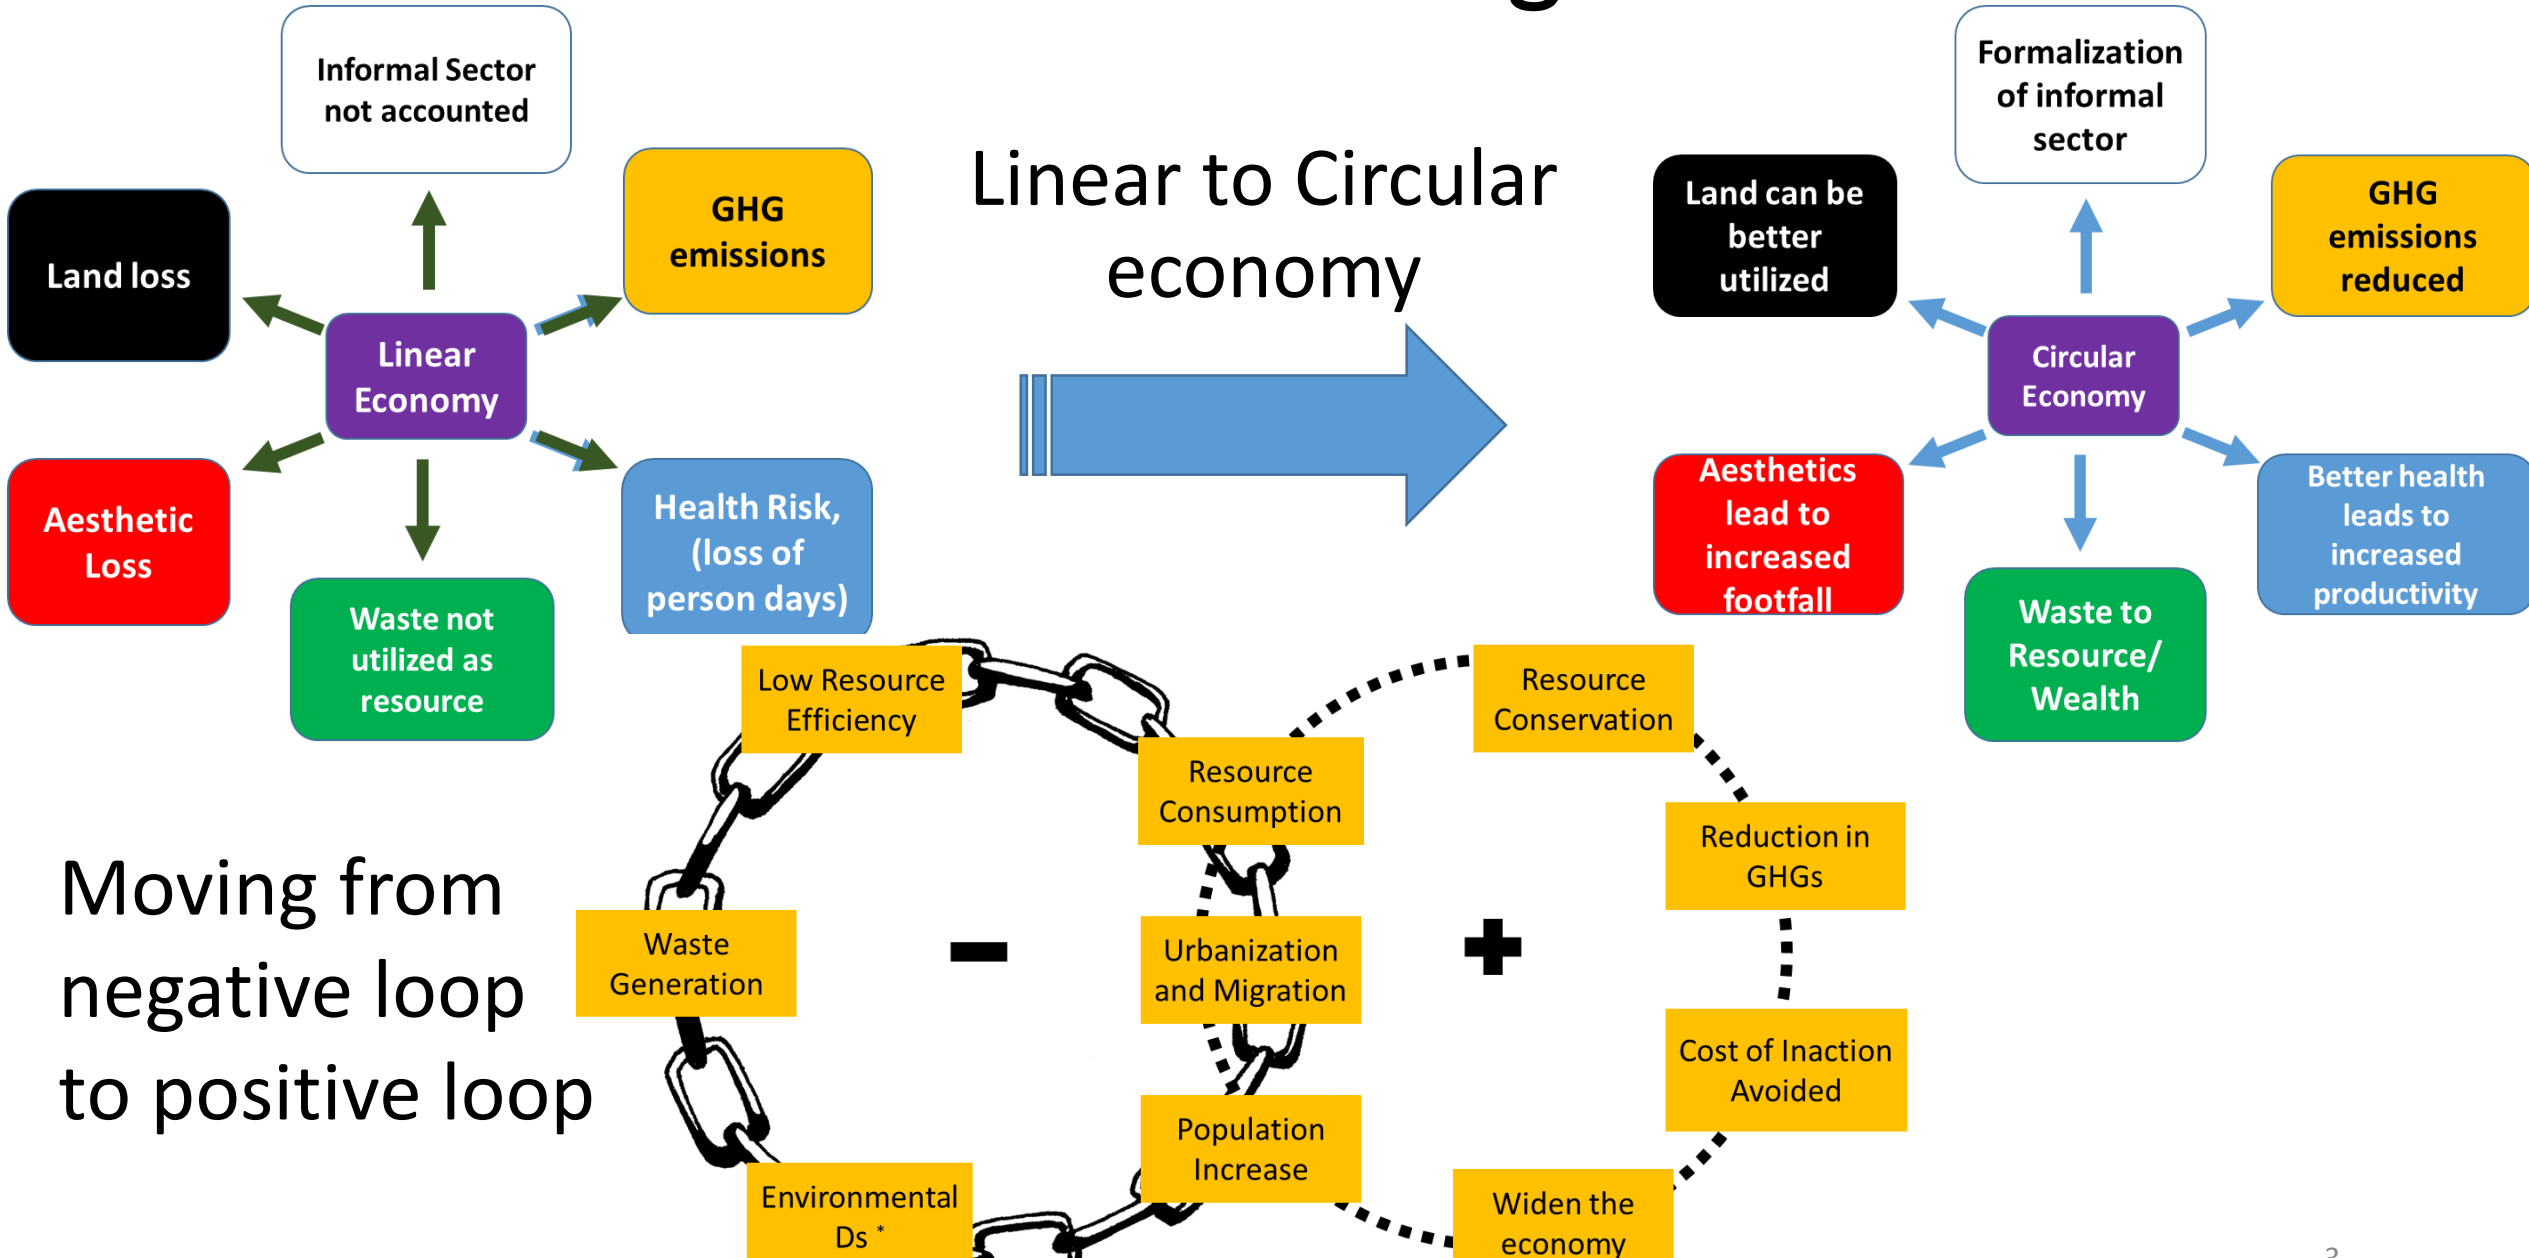 Informal Sector
not accounted
Land loss
GHG
emissions
Linear
Economy
Aesthetic
Loss
Waste not
utilized as
resource
Health Risk,
(loss of
person days)
Linear to Circular
economy
Formalization
of informal
sector
Land can be
better
utilized
GHG
emissions
reduced
Circular
Economy
Aesthetics
lead to
increased
footfall
Waste to
Resource/
Wealth
Better health
leads to
increased
productivity
Moving from
negative loop
to positive loop
Low Resource
Efficiency
Resource
Consumption
Waste
Generation
-
Urbanization
and Migration
Environmental
Ds *
Population
Increase
Resource
Conservation
Reduction in
GHGs
+
Cost of Inaction
Avoided
Widen the
economy
3